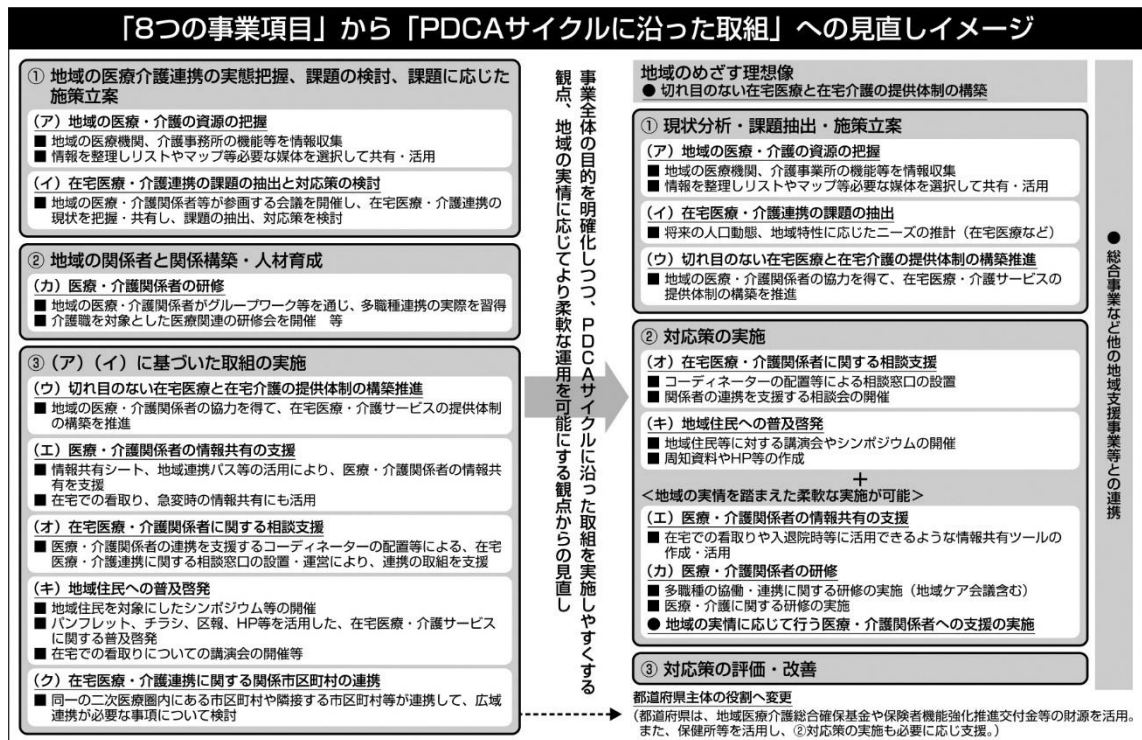 「8つの事業項目」から「PDCAサイクルに沿った取組」への見直しイメージ
① 地域の医療介護連携の実態把握、課題の検討、課題に応じた
施策立案
（ア）地域の医療・介護の資源の把握
■ 地域の医療機関、介護事務所の機能等を情報収集
■ 情報を整理しリストやマップ等必要な媒体を選択して共有・活用
（イ）在宅医療・介護連携の課題の抽出と対応策の検討
■ 地域の医療・介護関係者等が参画する会議を開催し、在宅医療・介護連携の
現状を把握・共有し、課題の抽出、対応策を検討
② 地域の関係者と関係構築・人材育成
（カ）医療・介護関係者の研修
■ 地域の医療・介護関係者がグループワーク等を通じ、多職種連携の実際を習得
■ 介護職を対象とした医療関連の研修会を開催　等
③（ア）（イ）に基づいた取組の実施
（ウ）切れ目のない在宅医療と在宅介護の提供体制の構築推進
■ 地域の医療・介護関係者の協力を得て、在宅医療・介護サービスの提供体制
の構築を推進
（エ）医療・介護関係者の情報共有の支援
■ 情報共有シート、地域連携パス等の活用により、医療・介護関係者の情報共
有を支援
■ 在宅での看取り、急変時の情報共有にも活用
（オ）在宅医療・介護関係者に関する相談支援
■ 医療・介護関係者の連携を支援するコーディネーターの配置等による、在宅
医療・介護連携に関する相談窓口の設置・運営により、連携の取組を支援
（キ）地域住民への普及啓発
■ 地域住民を対象にしたシンポジウム等の開催
■ パンフレット、チラシ、区報、HP等を活用した、在宅医療・介護サービス
に関する普及啓発
■ 在宅での看取りについての講演会の開催等
（ク）在宅医療・介護連携に関する関係市区町村の連携
■ 同一の二次医療圏内にある市区町村や隣接する市区町村等が連携して、広域
連携が必要な事項について検討
事業全体の目的を明確化しつつ、PDCAサイクルに沿った取組を実施しやすくする
観点、地域の実情に応じてより柔軟な運用を可能にする観点からの見直し
地域のめざす理想像
● 切れ目のない在宅医療と在宅介護の提供体制の構築
① 現状分析・課題抽出・施策立案
（ア）地域の医療・介護の資源の把握
■ 地域の医療機関、介護事業所の機能等を情報収集
■ 情報を整理しリストやマップ等必要な媒体を選択して共有・活用
（イ）在宅医療・介護連携の課題の抽出
■ 将来の人口動態、地域特性に応じたニーズの推計（在宅医療など）
（ウ）切れ目のない在宅医療と在宅介護の提供体制の構築推進
■ 地域の医療・介護関係者の協力を得て、在宅医療・介護サービスの
提供体制の構築を推進
② 対応策の実施
（オ）在宅医療・介護関係者に関する相談支援
■ コーディネーターの配置等による相談窓口の設置
■ 関係者の連携を支援する相談会の開催
（キ）地域住民への普及啓発
■ 地域住民等に対する講演会やシンポジウムの開催
■ 周知資料やHP等の作成
＋
＜地域の実情を踏まえた柔軟な実施が可能＞
（エ）医療・介護関係者の情報共有の支援
■ 在宅での看取りや入退院時等に活用できるような情報共有ツールの
作成・活用
（カ）医療・介護関係者の研修
■ 多職種の協働・連携に関する研修の実施（地域ケア会議含む）
■ 医療・介護に関する研修の実施
● 地域の実情に応じて行う医療・介護関係者への支援の実施
③ 対応策の評価・改善
都道府県主体の役割へ変更
（都道府県は、地域医療介護総合確保基金や保険者機能強化推進交付金等の財源を活用。
また、保健所等を活用し、②対応策の実施も必要に応じ支援。）
● 総合事業など他の地域支援事業等との連携